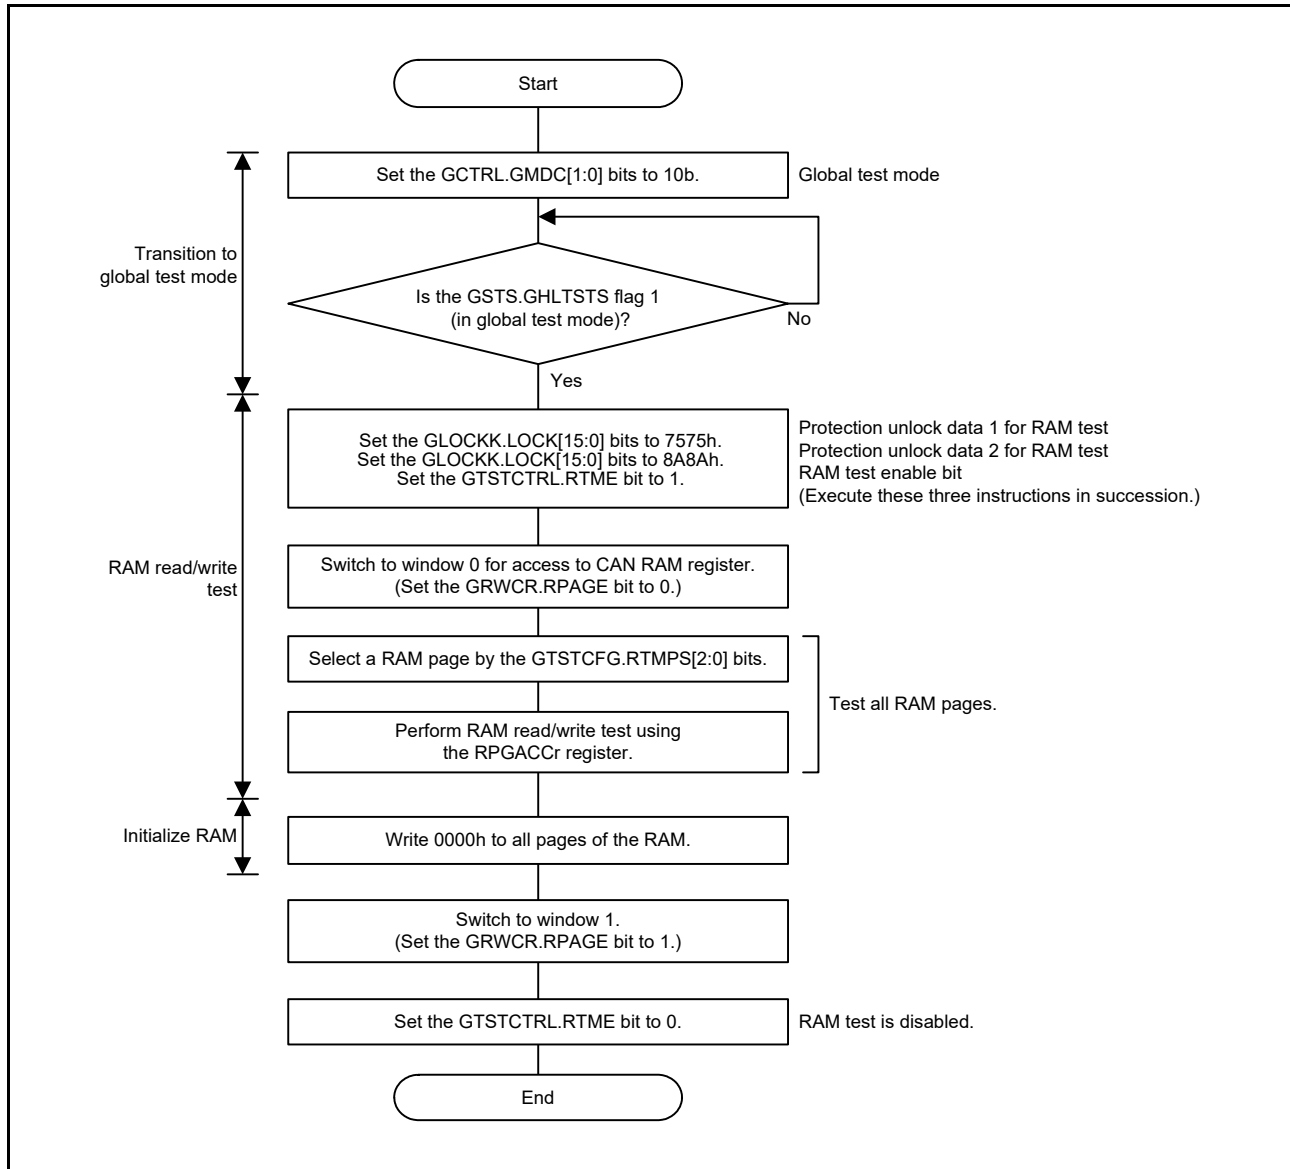 Start
Set the GCTRL.GMDC[1:0] bits to 10b.
Global test mode
Transition to
global test mode
Is the GSTS.GHLTSTS flag 1
(in global test mode)?
No
Yes
Set the GLOCKK.LOCK[15:0] bits to 7575h.
Set the GLOCKK.LOCK[15:0] bits to 8A8Ah.
Set the GTSTCTRL.RTME bit to 1.
Protection unlock data 1 for RAM test
Protection unlock data 2 for RAM test
RAM test enable bit
(Execute these three instructions in succession.)
RAM read/write
test
Switch to window 0 for access to CAN RAM register.
(Set the GRWCR.RPAGE bit to 0.)
Select a RAM page by the GTSTCFG.RTMPS[2:0] bits.
Test all RAM pages.
Perform RAM read/write test using
the RPGACCr register.
Initialize RAM
Write 0000h to all pages of the RAM.
Switch to window 1.
(Set the GRWCR.RPAGE bit to 1.)
Set the GTSTCTRL.RTME bit to 0.
RAM test is disabled.
End